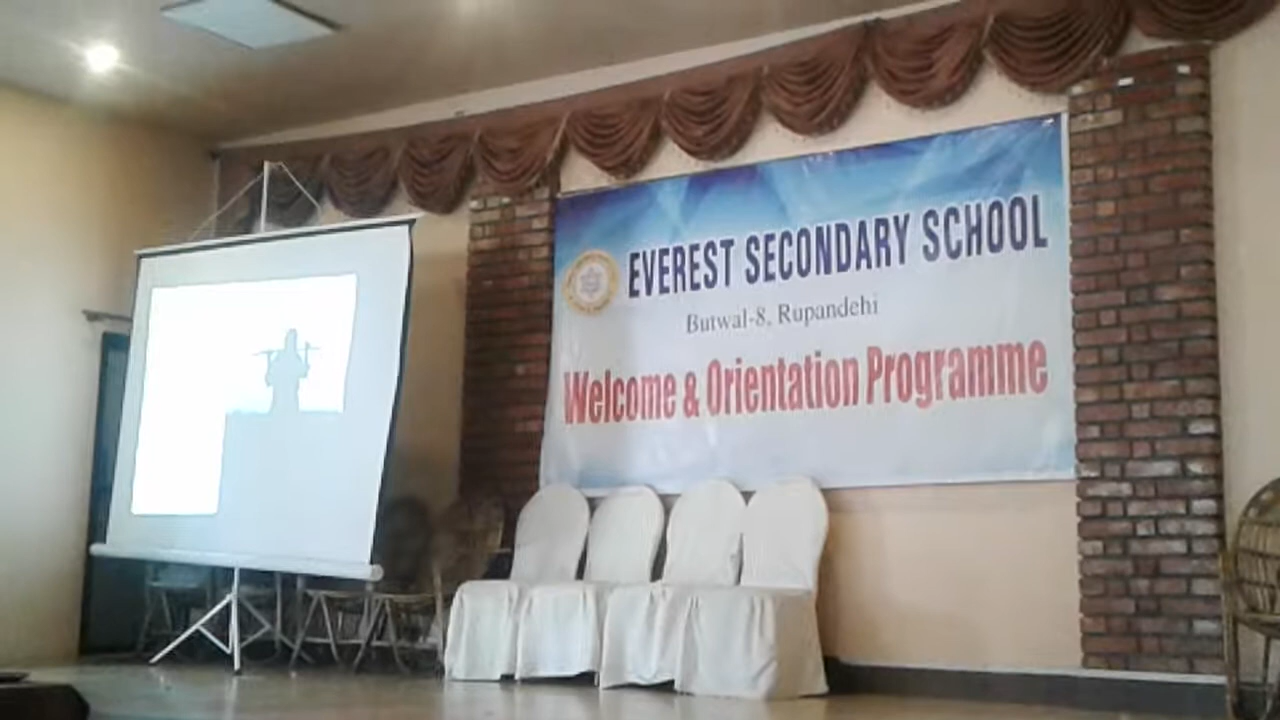 EVEREST SECONDARY SCHOOL
Butwal-8, Rupandehi
Welcome & Orientation Programme